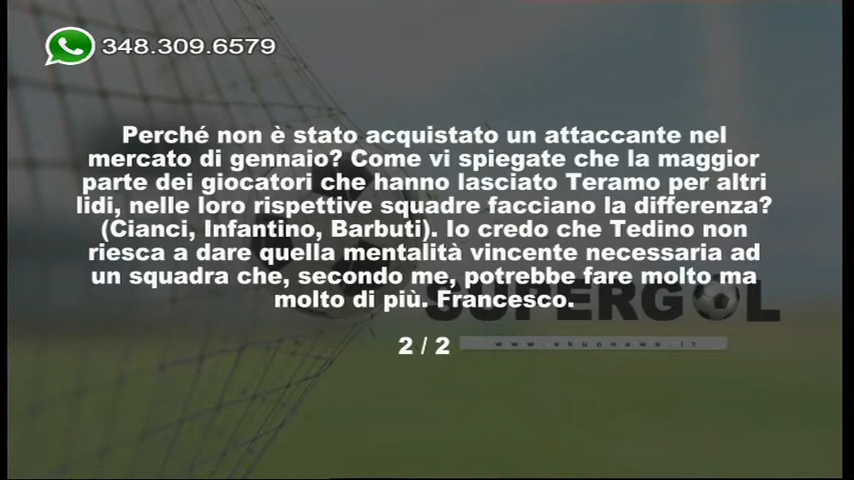 348.309.6579
Perché non è stato acquistato un attaccante nel
mercato di gennaio? Come vi spiegate che la maggior
parte dei giocatori che hanno lasciato Teramo per altri
lidi, nelle loro rispettive squadre facciano la differenza?
(Cianci, Infantino, Barbuti). Io credo che Tedino non
riesca a dare quella mentalità vincente necessaria ad
un squadra che, secondo me, potrebbe fare molto ma
molto di più. Francesco.
SUPERGOL
2 / 2
www.ekuonews.it